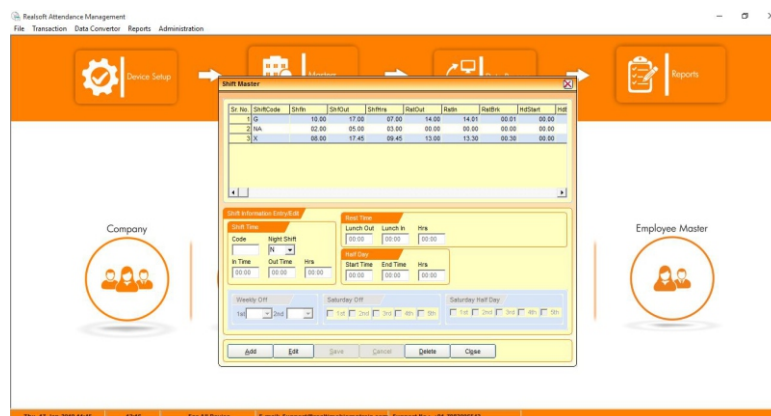 Realsoft Attendance Management
File Transaction Data Convertor Reports Administration
Device Setup
Reports
Shift Master
Sr. No. ShiftCode ShftIn ShftOut ShftHrs RstOut RstIn RstBrk HdStart
1 G 10.00 17.00 07.00 14.00 14.01 00.01 00.00
2 NA 02.00 05.00 03.00 00.00 00.00 00.00 00.00
3 X 08.00 17.45 09.45 13.00 13.30 00.30 00.00
Shift Information Entry/Edit
Shift Time
Rest Time
Code Night Shift
Lunch Out Lunch In Hrs
N
00:00 00:00 00:00
In Time Out Time Hrs
Half Day
Start Time End Time Hrs
00:00 00:00 00:00
00:00 00:00 00:00
Weekly Off Saturday Off Saturday Half Day
1st 2nd 1st 2nd 3rd 4th 5th 1st 2nd 3rd 4th 5th
Add Edit Save Cancel Delete Close
Company
Employee Master